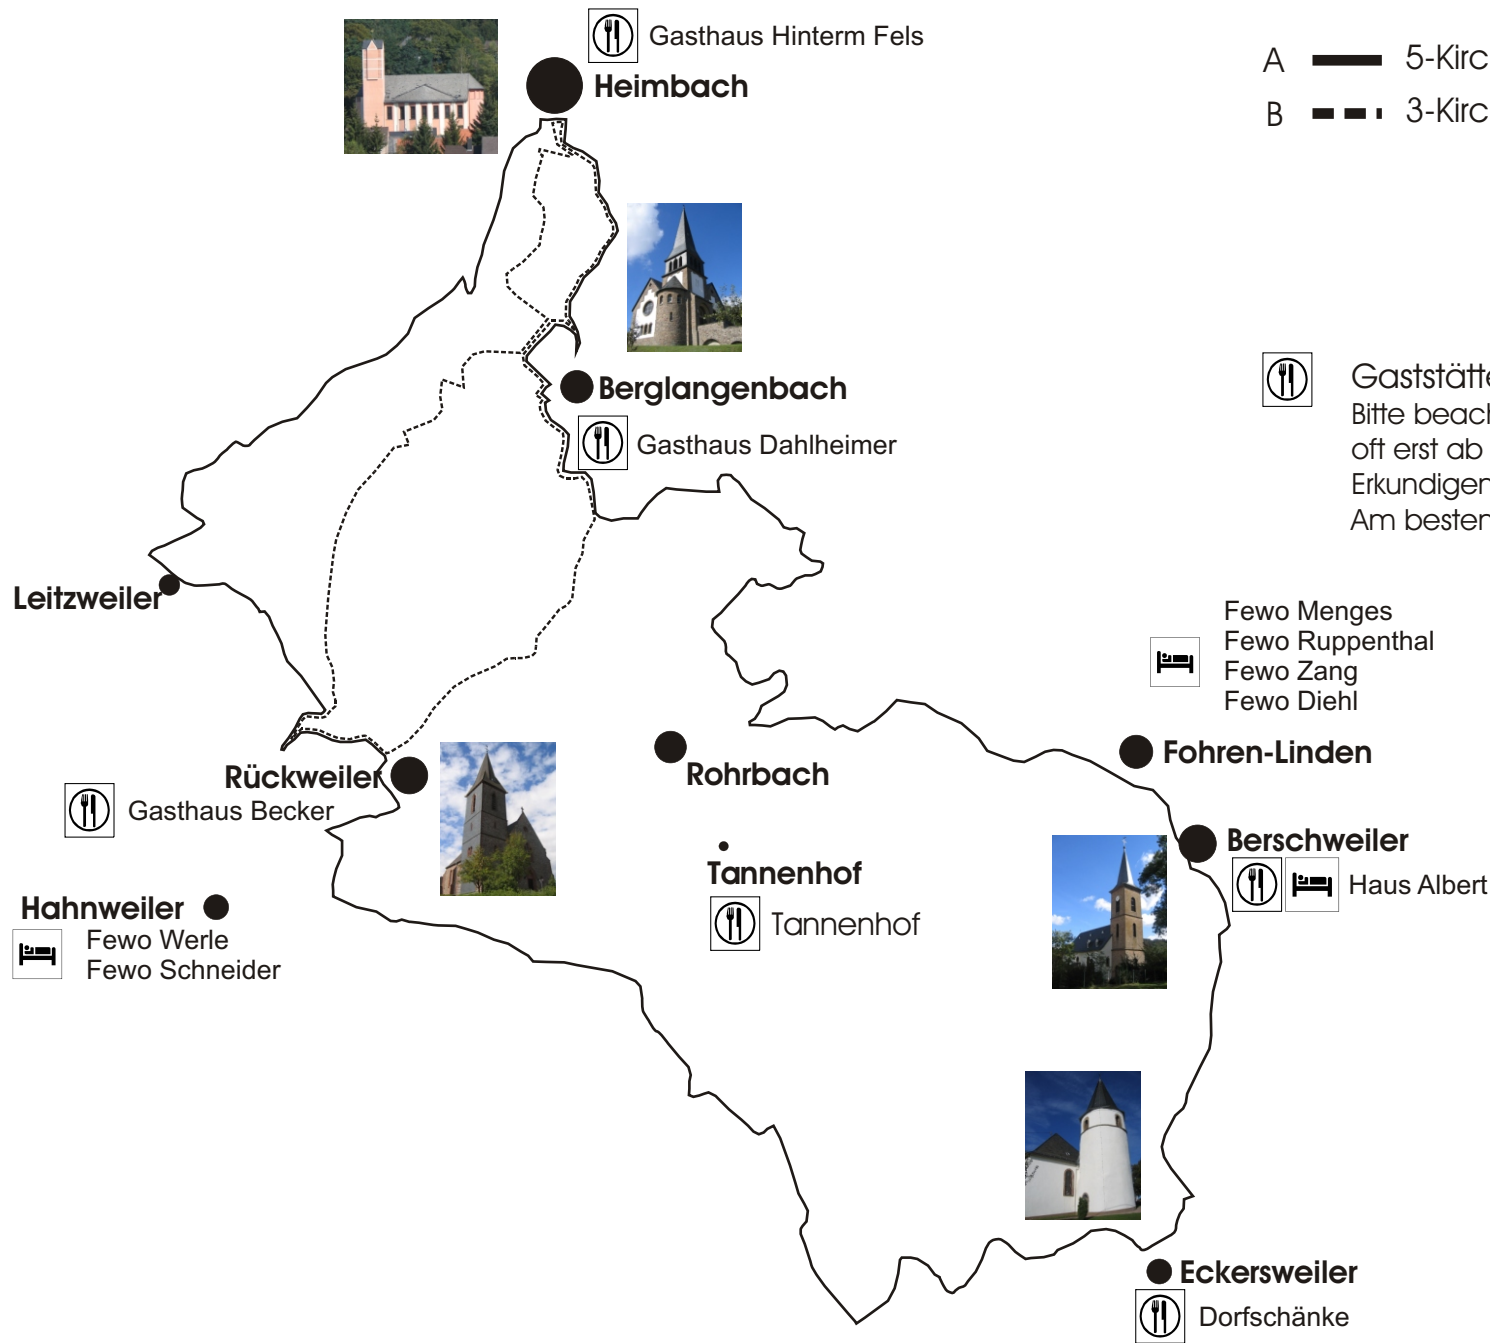 Gasthaus Hinterm Fels
Heimbach
A 5-Kirc
B 3-Kirc
Berglangenbach
Gasthaus Dahlheimer
Gaststätte
Bitte beach
oft erst ab
Erkundigen
Am besten
Leitzweiler
Fewo Menges
Fewo Ruppenthal
Fewo Zang
Fewo Diehl
Fohren-Linden
Rückweiler
Gasthaus Becker
Rohrbach
Berschweiler
Haus Albert
Tannenhof
Tannenhof
Hahnweiler
Fewo Werle
Fewo Schneider
Eckersweiler
Dorfschänke